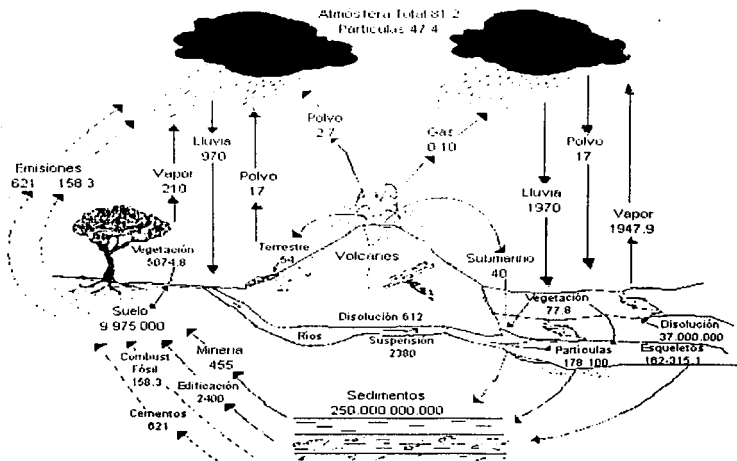 Atmósfera Total 81.2
Partículas 47.4
Polvo
2.7
Gas
0.10
Emisiones
621 158.3
Vapor
210
Lluvia
970
Polvo
17
Lluvia
1970
Polvo
17
Vapor
1947.9
Vegetación
5074.8
Terrestre
54
Volcanes
Submarino
40
Vegetación
77.8
Suelo
9 975 000
Disolución 612
Ríos
Suspensión
2380
Disolución
37.000.000
Partículas
178 100
Esqueletos
162-315.1
Combust
Fósil
158.3
Minería
455
Edificación
2400
Cementos
621
Sedimentos
250.000.000.000